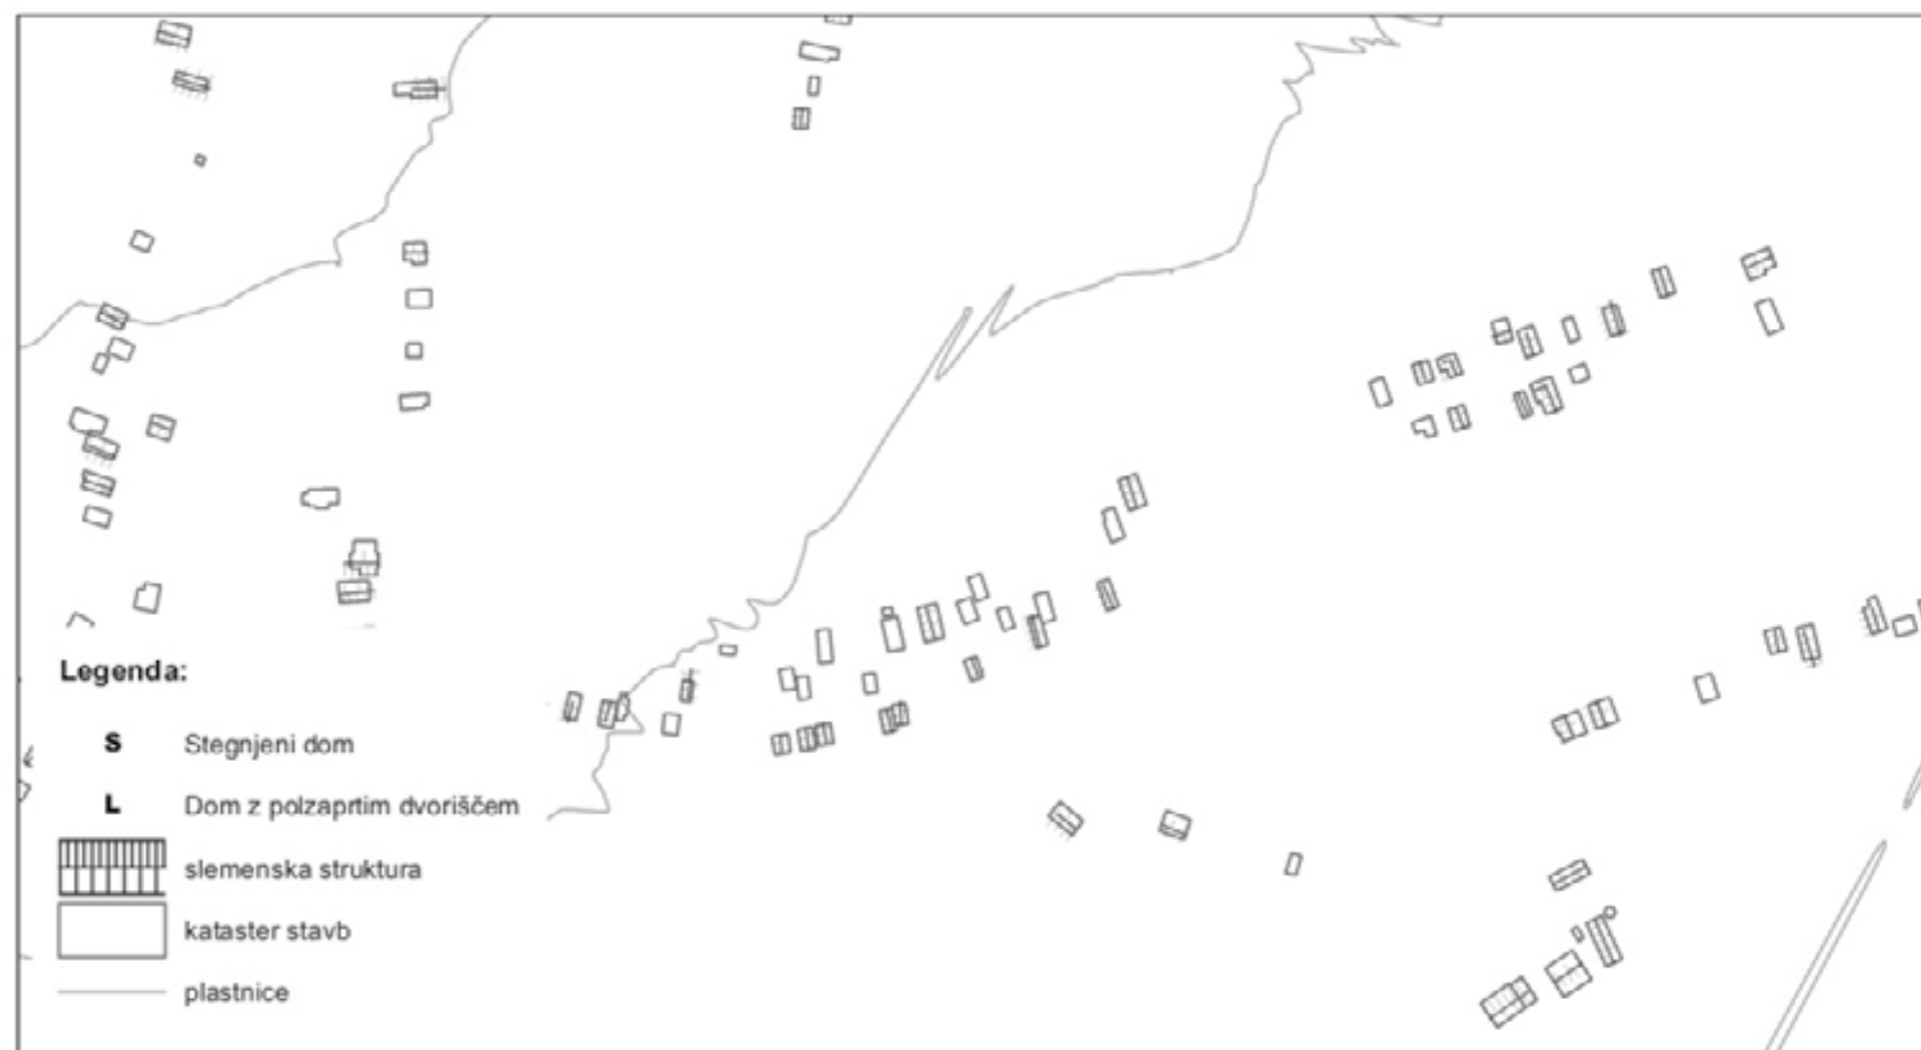 Legenda:
S Stegnjeni dom
L Dom z polzaprtim dvoriščem
slemenska struktura
kataster stavb
plastnice